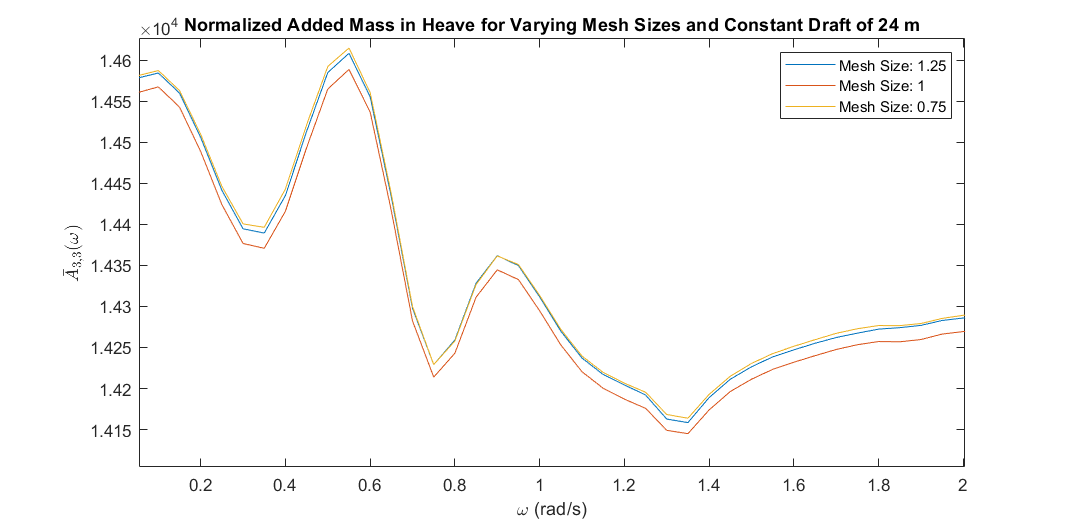 ×10⁴ Normalized Added Mass in Heave for Varying Mesh Sizes and Constant Draft of 24 m
Mesh Size: 1.25
Mesh Size: 1
Mesh Size: 0.75
1.46
1.455
1.45
1.445
1.44
1.435
1.43
1.425
1.42
1.415
Ā₃,₃(ω)
0.2 0.4 0.6 0.8 1 1.2 1.4 1.6 1.8 2
ω (rad/s)